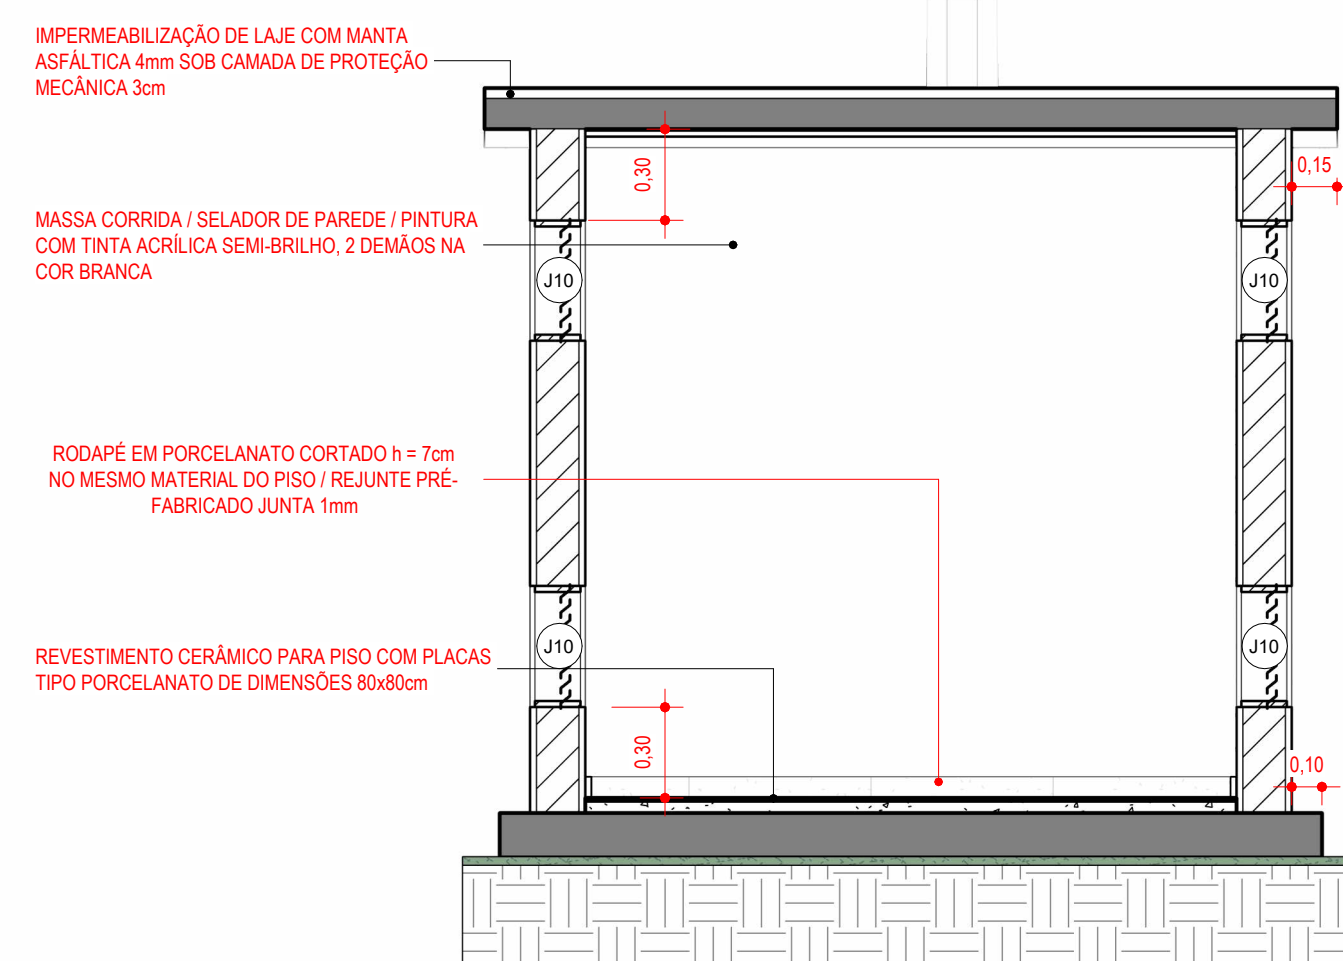 IMPERMEABILIZAÇÃO DE LAJE COM MANTA
ASFÁLTICA 4mm SOB CAMADA DE PROTEÇÃO
MECÂNICA 3cm
0,30
0,15
MASSA CORRIDA / SELADOR DE PAREDE / PINTURA
COM TINTA ACRÍLICA SEMI-BRILHO, 2 DEMÃOS NA
COR BRANCA
J10
J10
RODAPÉ EM PORCELANATO CORTADO h = 7cm
NO MESMO MATERIAL DO PISO / REJUNTE PRÉ-
FABRICADO JUNTA 1mm
J10
J10
REVESTIMENTO CERÂMICO PARA PISO COM PLACAS
TIPO PORCELANATO DE DIMENSÕES 80x80cm
0,30
0,10